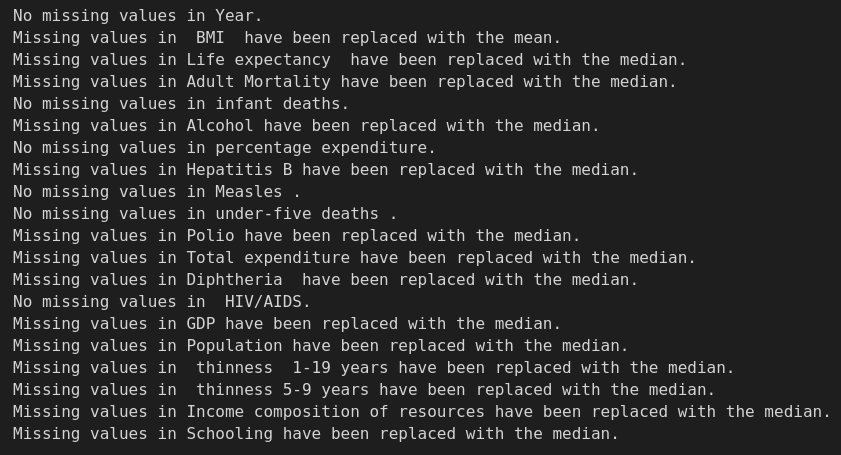 No missing values in Year.
Missing values in  BMI  have been replaced with the mean.
Missing values in Life expectancy  have been replaced with the median.
Missing values in Adult Mortality have been replaced with the median.
No missing values in infant deaths.
Missing values in Alcohol have been replaced with the median.
No missing values in percentage expenditure.
Missing values in Hepatitis B have been replaced with the median.
No missing values in Measles .
No missing values in under-five deaths .
Missing values in Polio have been replaced with the median.
Missing values in Total expenditure have been replaced with the median.
Missing values in Diphtheria  have been replaced with the median.
No missing values in  HIV/AIDS.
Missing values in GDP have been replaced with the median.
Missing values in Population have been replaced with the median.
Missing values in  thinness  1-19 years have been replaced with the median.
Missing values in  thinness 5-9 years have been replaced with the median.
Missing values in Income composition of resources have been replaced with the median.
Missing values in Schooling have been replaced with the median.